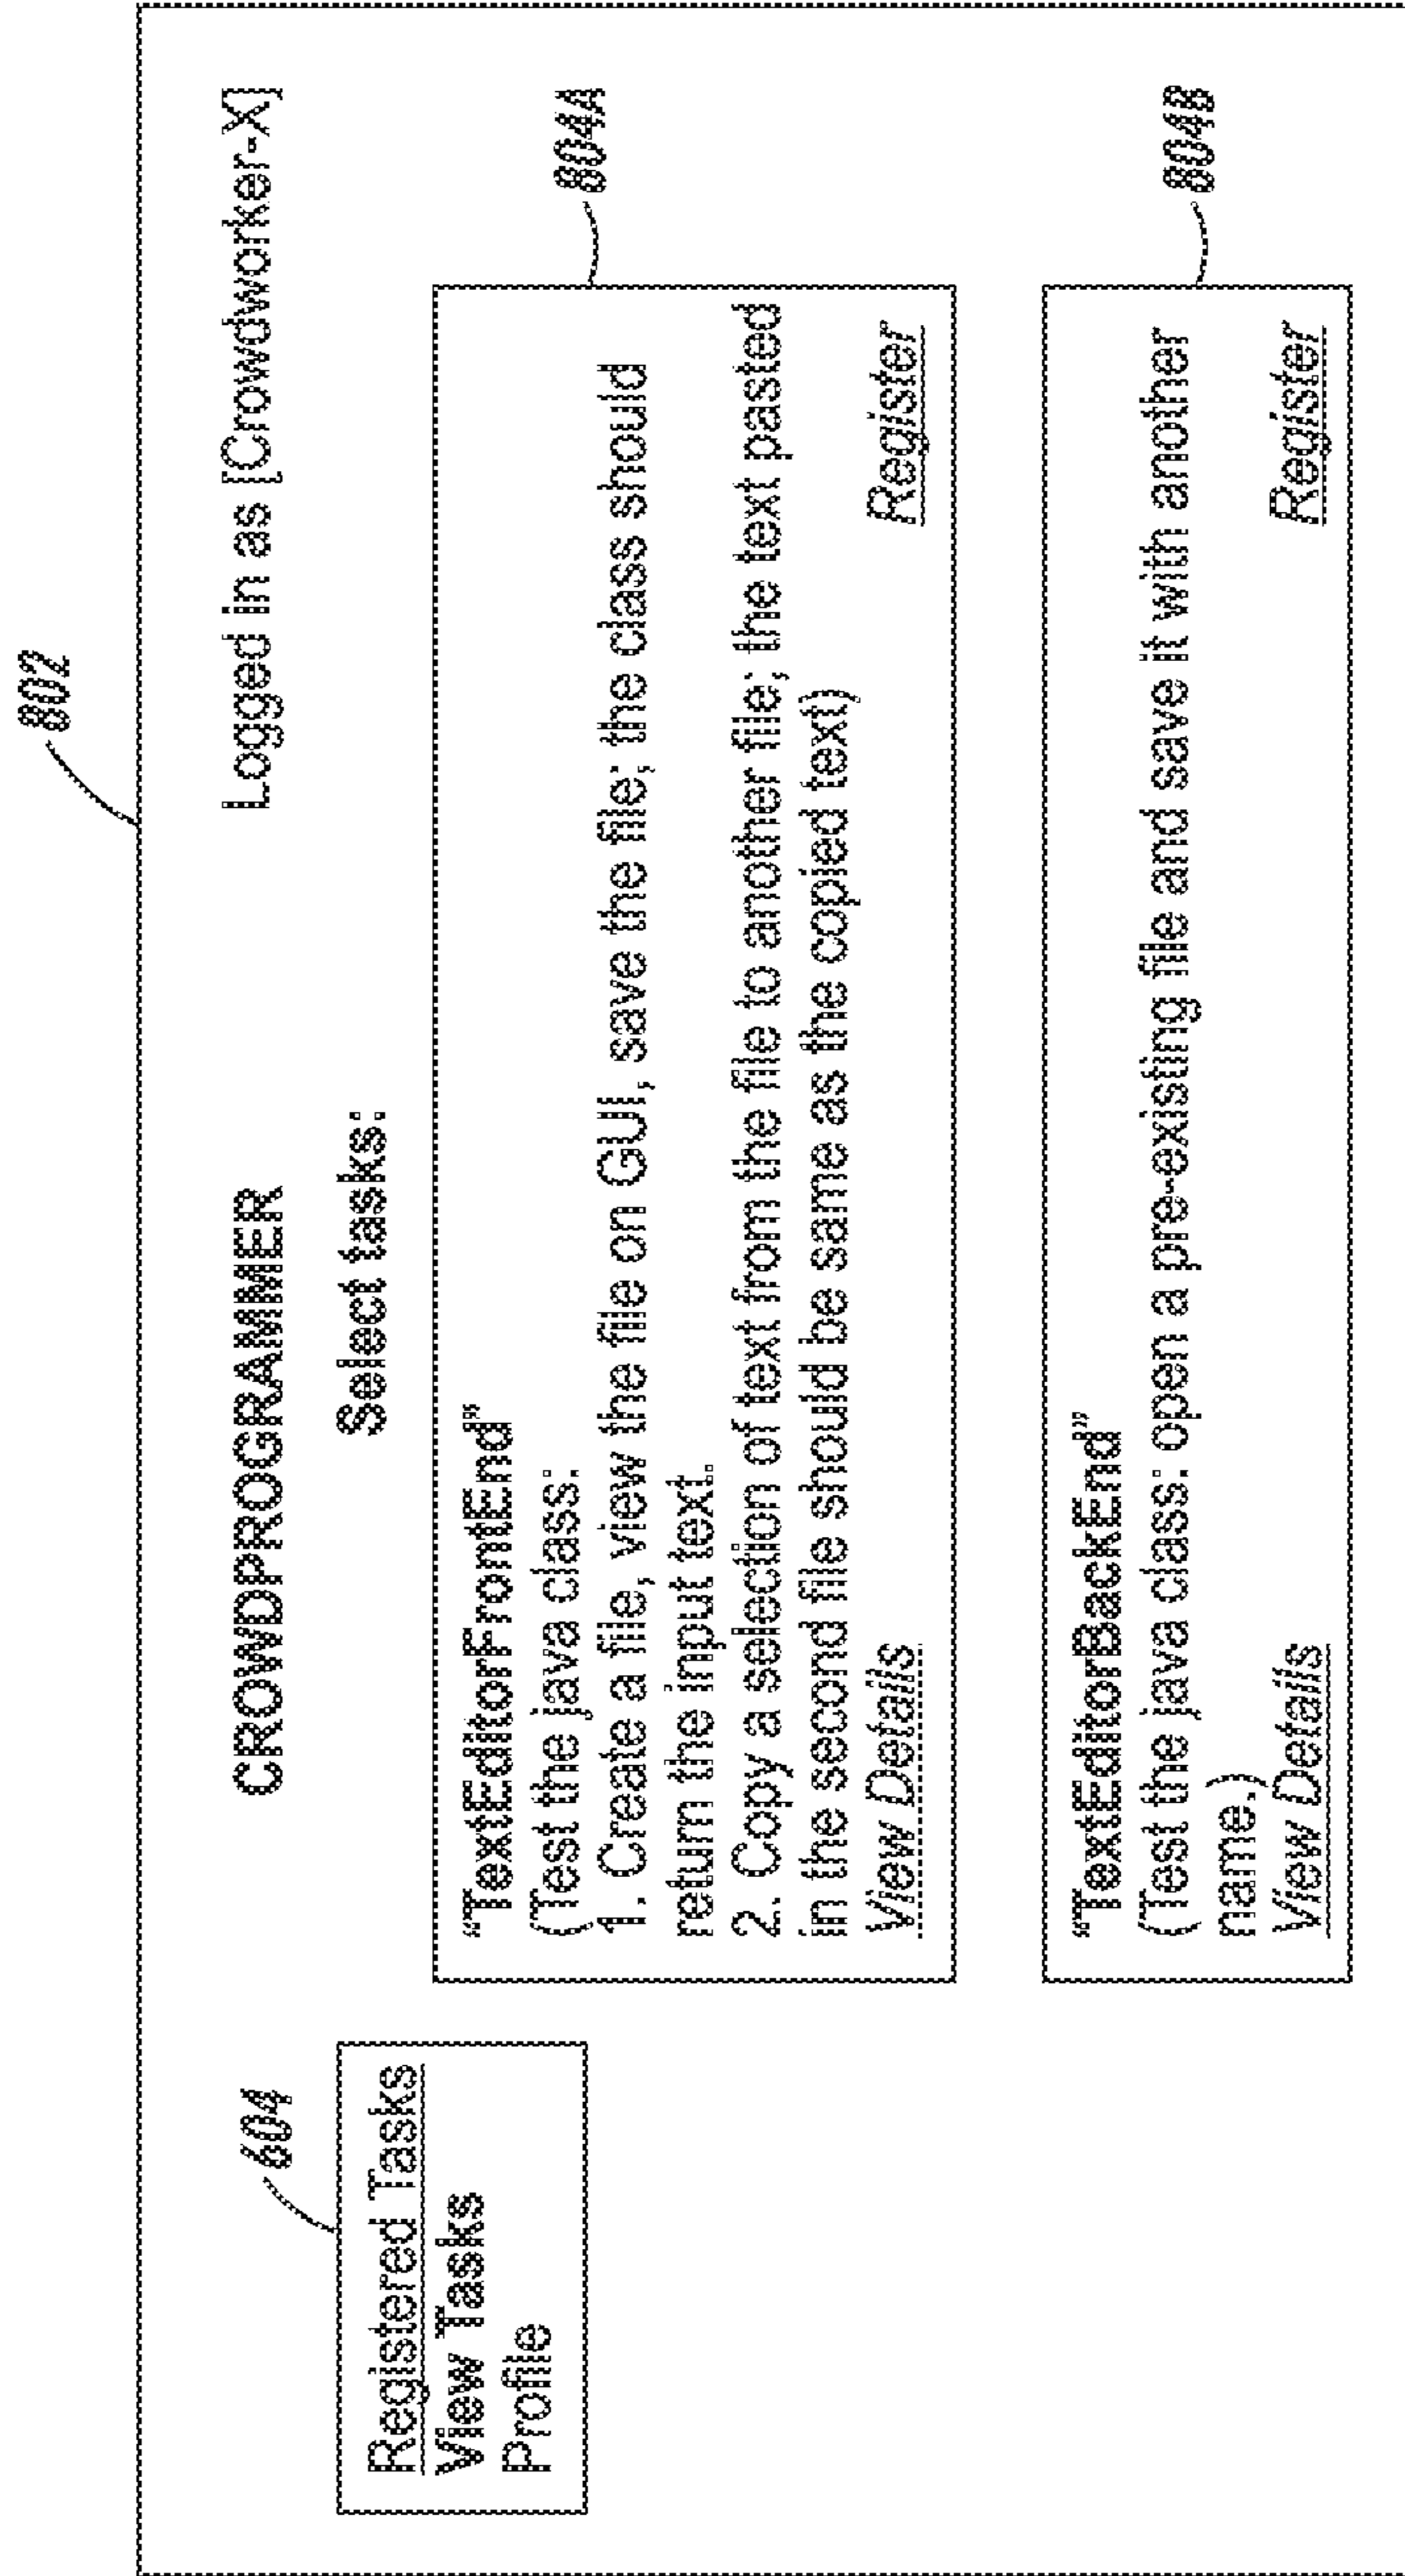 802
CROWDPROGRAMMER
Logged in as [Crowdworker-X]
604
Registered Tasks
View Tasks
Profile
Select tasks:
804A
“TextEditorFrontEnd”
(Test the java class:
1. Create a file, view the file on GUI, save the file; the class should
return the input text.
2. Copy a selection of text from the file to another file; the text pasted
in the second file should be same as the copied text)
View Details
Register
804B
“TextEditorBackEnd”
(Test the java class: open a pre-existing file and save it with another
name.)
View Details
Register